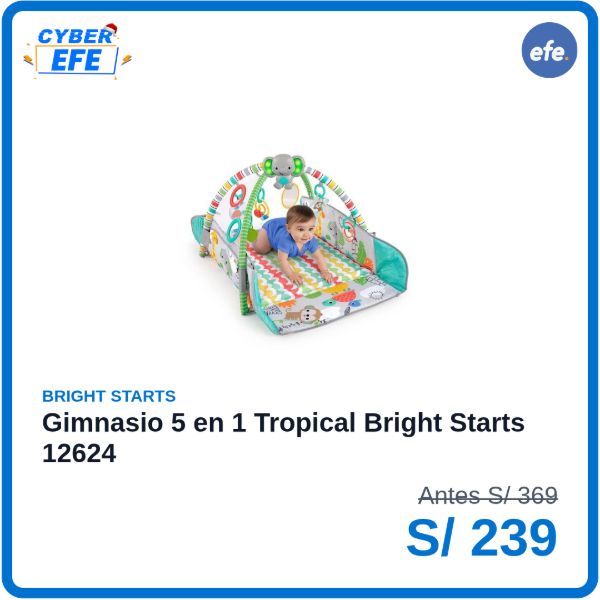 CYBER
EFE
efe.
BRIGHT STARTS
Gimnasio 5 en 1 Tropical Bright Starts
12624
Antes S/ 369
S/ 239